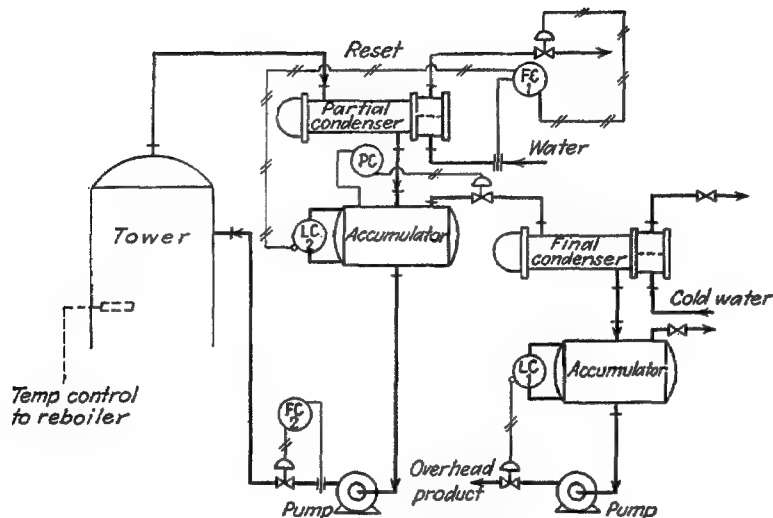 Reset
FC
1
Partial
condenser
Water
PC
Tower
LC
2
Accumulator
Final
condenser
Cold water
Temp control
to reboiler
FC
2
LC
1
Accumulator
Overhead
product
Pump
Pump